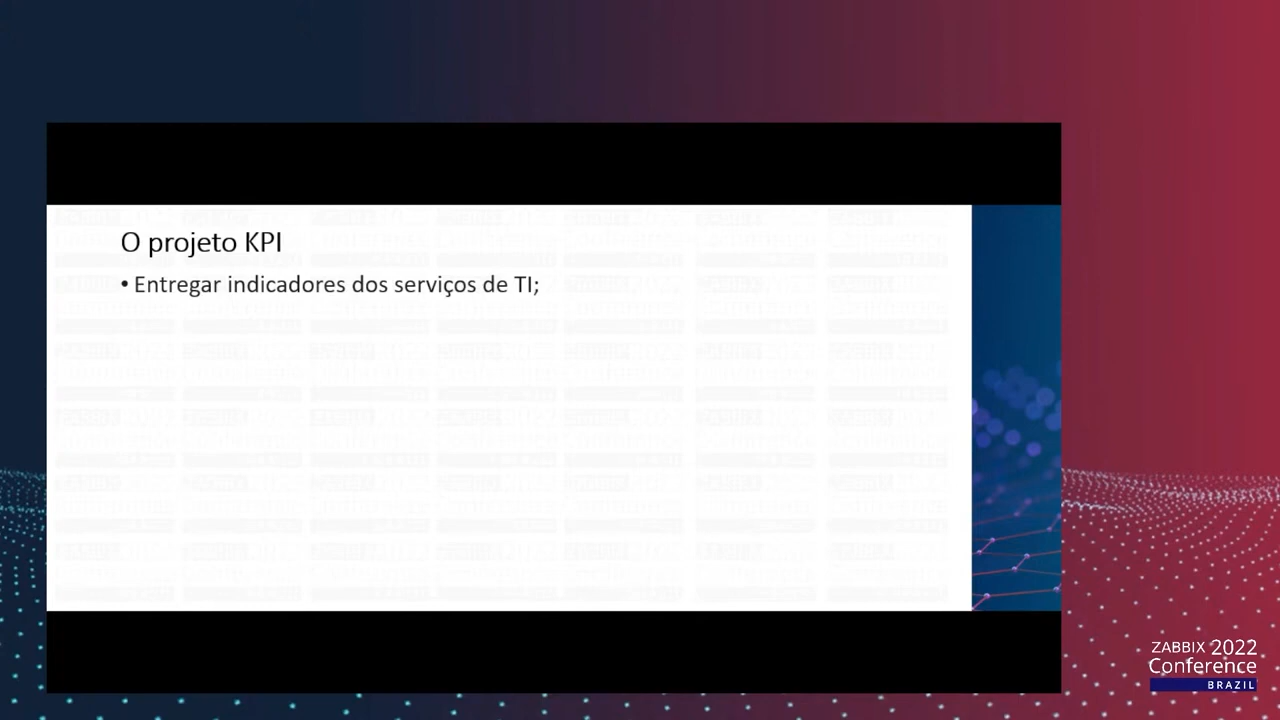 O projeto KPI
• Entregar indicadores dos serviços de TI;
ZABBIX 2022
Conference
BRAZIL